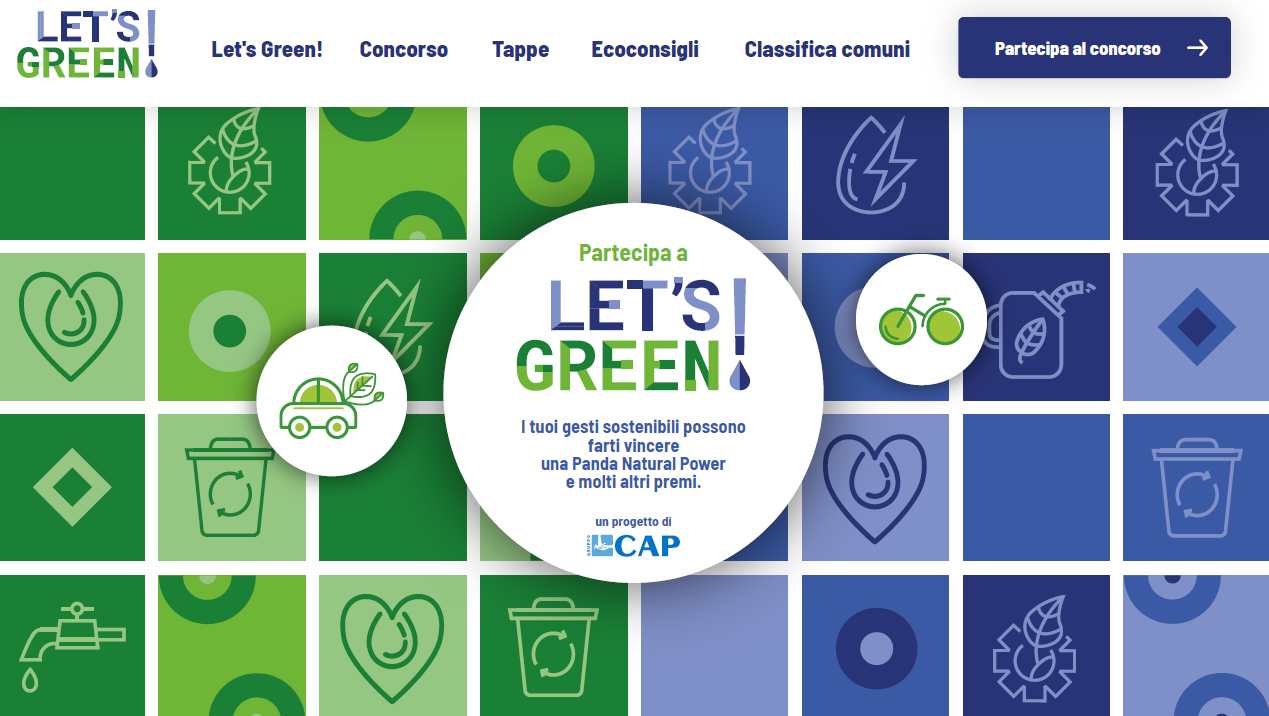 LET'S
GREEN!
Let's Green!
Concorso
Tappe
Ecoconsigli
Classifica comuni
Partecipa al concorso
Partecipa a
LET'S
GREEN!
I tuoi gesti sostenibili possono
farti vincere
una Panda Natural Power
e molti altri premi.
un progetto di
GRUPPO
CAP